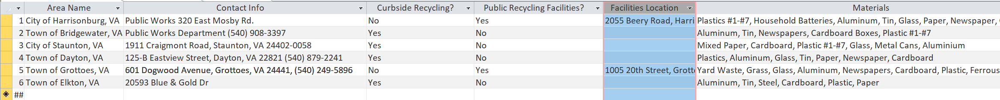 Area Name Contact Info Curbside Recycling? Public Recycling Facilities? Facilities Location Materials
1 City of Harrisonburg, VA Public Works 320 East Mosby Rd. No Yes 2055 Beery Road, Harri Plastics #1-#7, Household Batteries, Aluminum, Tin, Glass, Paper, Newspaper,
2 Town of Bridgewater, VA Public Works Department (540) 908-3397 Yes No Aluminum, Tin, Newspapers, Cardboard Boxes, Plastic #1-#7
3 City of Staunton, VA 1911 Craigmont Road, Staunton, VA 24402-0058 Yes No Mixed Paper, Cardboard, Plastic #1-#7, Glass, Metal Cans, Aluminium
4 Town of Dayton, VA 125-B Eastview Street, Dayton, VA 22821 (540) 879-2241 Yes No Plastics, Aluminum, Glass, Tin, Paper, Newspaper, Cardboard
5 Town of Grottoes, VA 601 Dogwood Avenue, Grottoes, VA 24441, (540) 249-5896 No Yes 1005 20th Street, Grotto Yard Waste, Grass, Glass, Aluminum, Newspapers, Cardboard, Plastic, Ferrous
6 Town of Elkton, VA 20593 Blue & Gold Dr Yes No Aluminum, Tin, Steel, Cardboard, Plastic, Paper
##